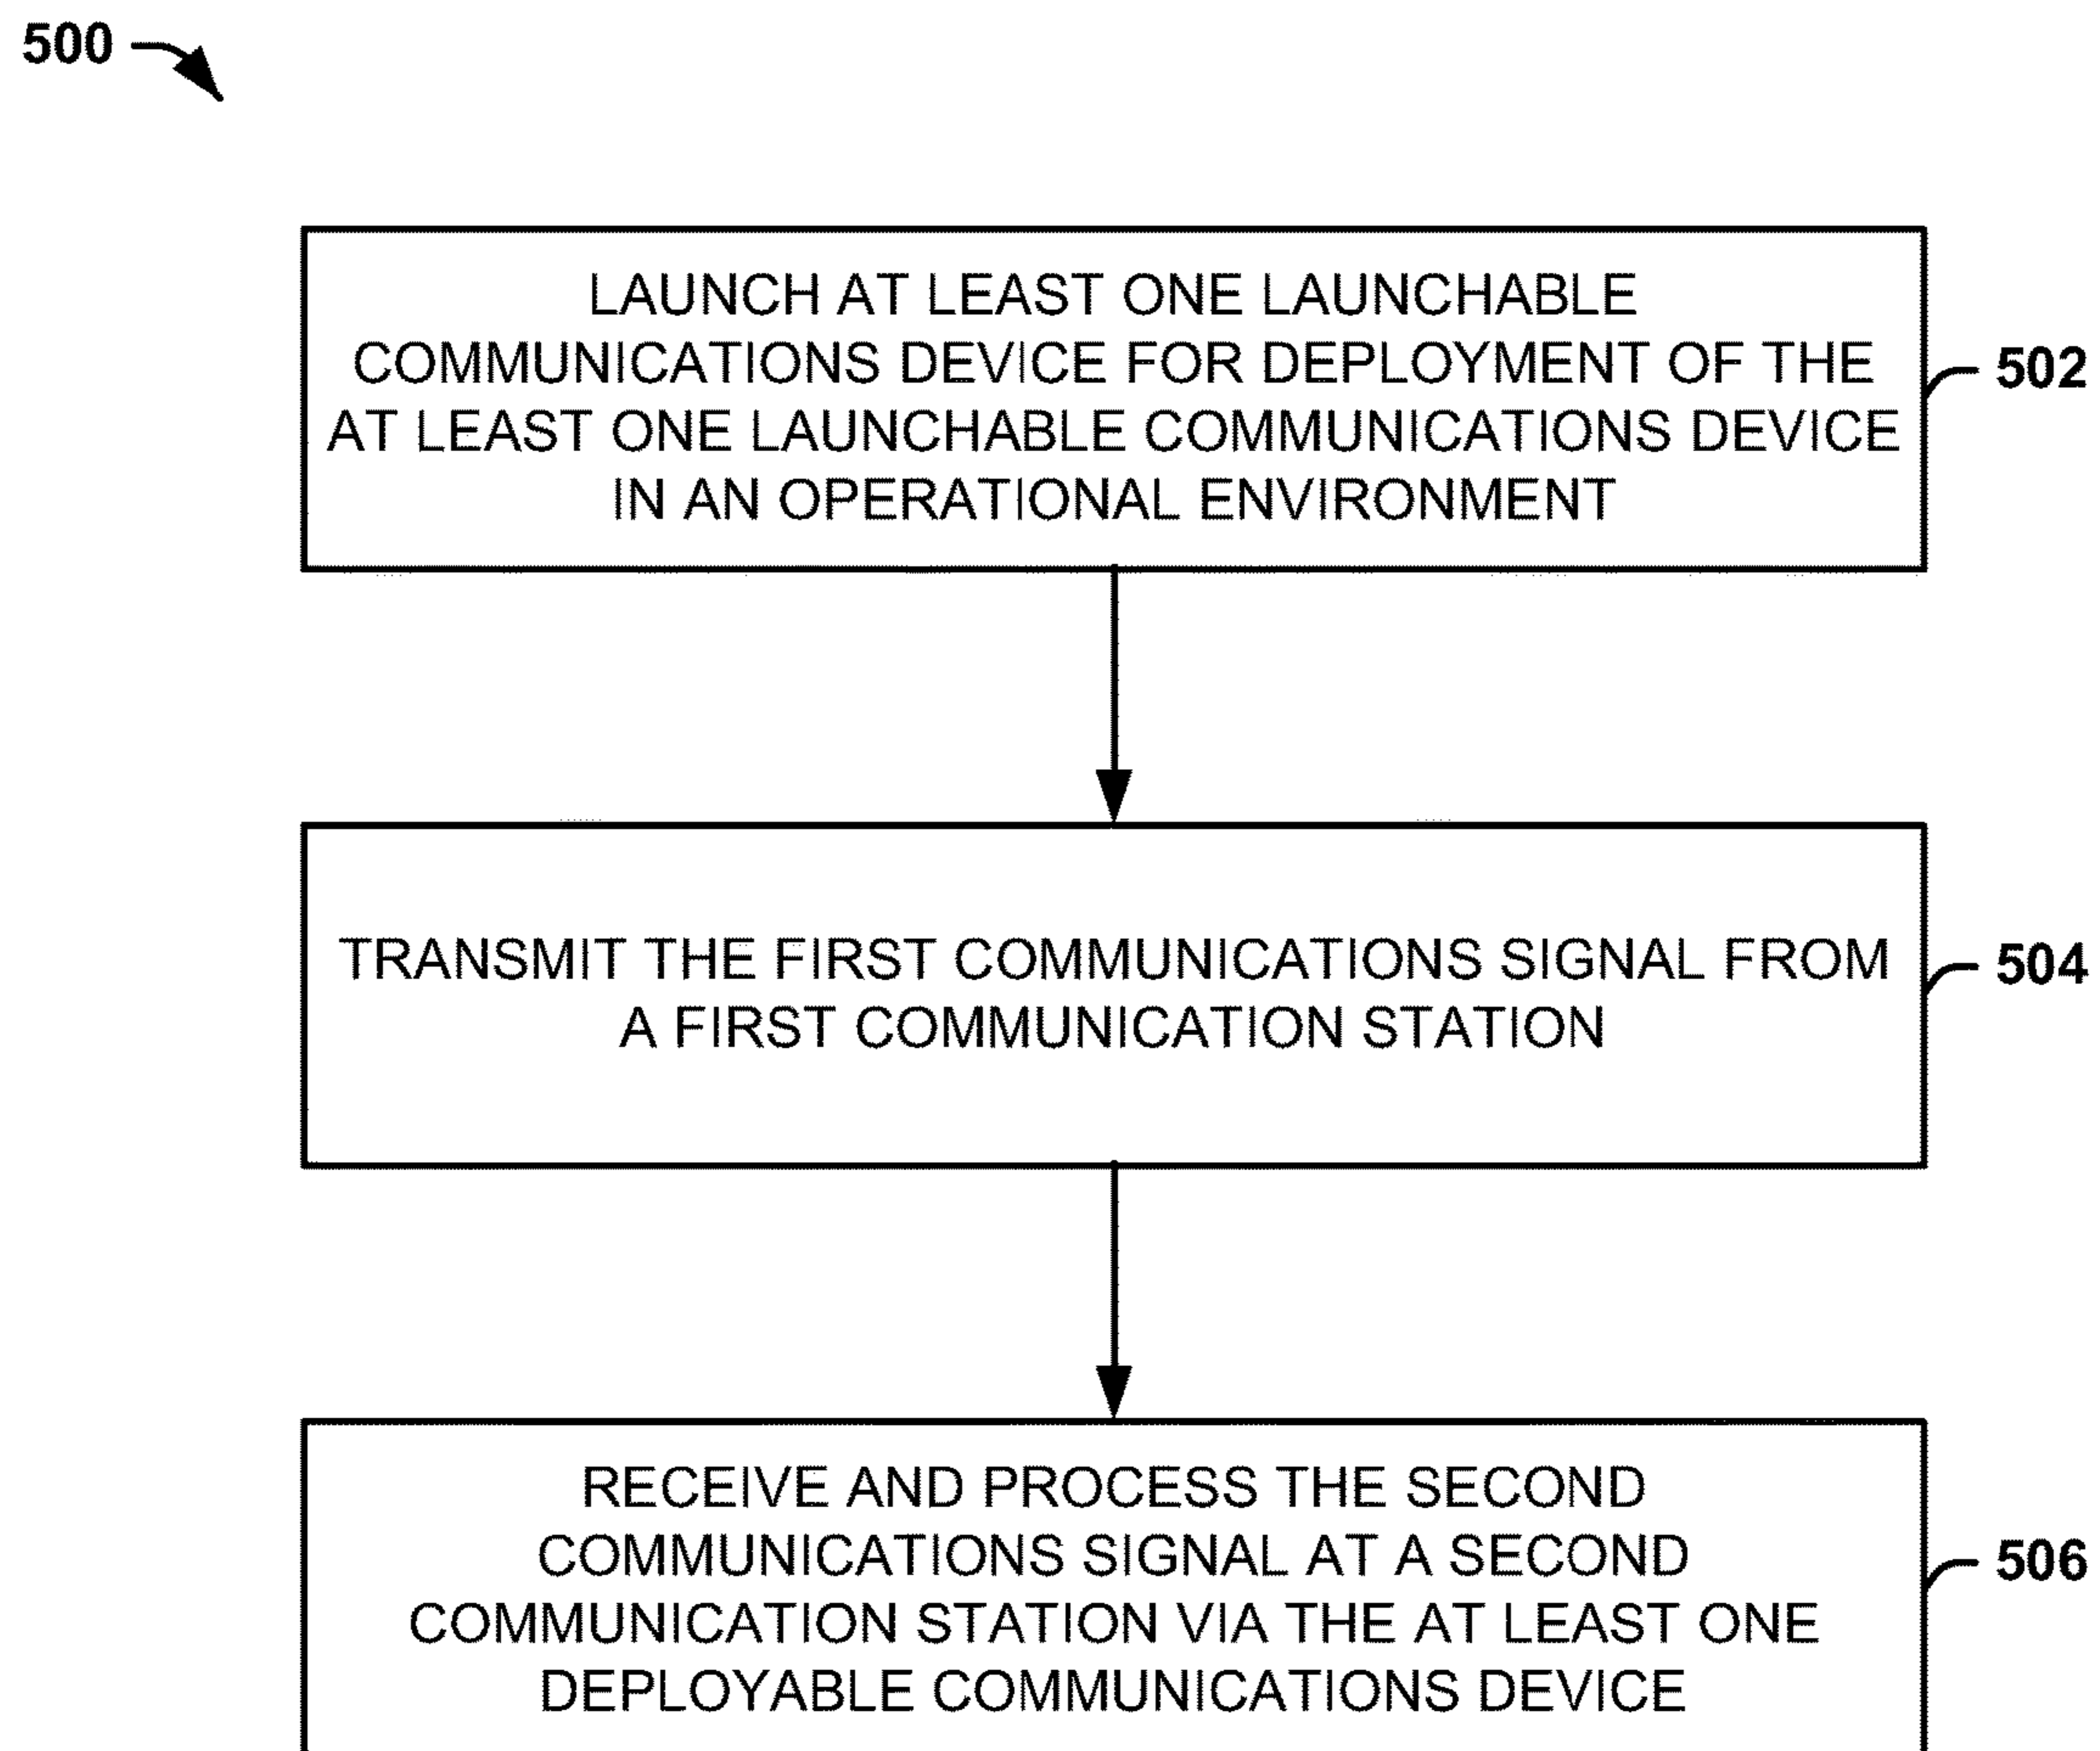 500
LAUNCH AT LEAST ONE LAUNCHABLE
COMMUNICATIONS DEVICE FOR DEPLOYMENT OF THE
AT LEAST ONE LAUNCHABLE COMMUNICATIONS DEVICE
IN AN OPERATIONAL ENVIRONMENT
502
TRANSMIT THE FIRST COMMUNICATIONS SIGNAL FROM
A FIRST COMMUNICATION STATION
504
RECEIVE AND PROCESS THE SECOND
COMMUNICATIONS SIGNAL AT A SECOND
COMMUNICATION STATION VIA THE AT LEAST ONE
DEPLOYABLE COMMUNICATIONS DEVICE
506